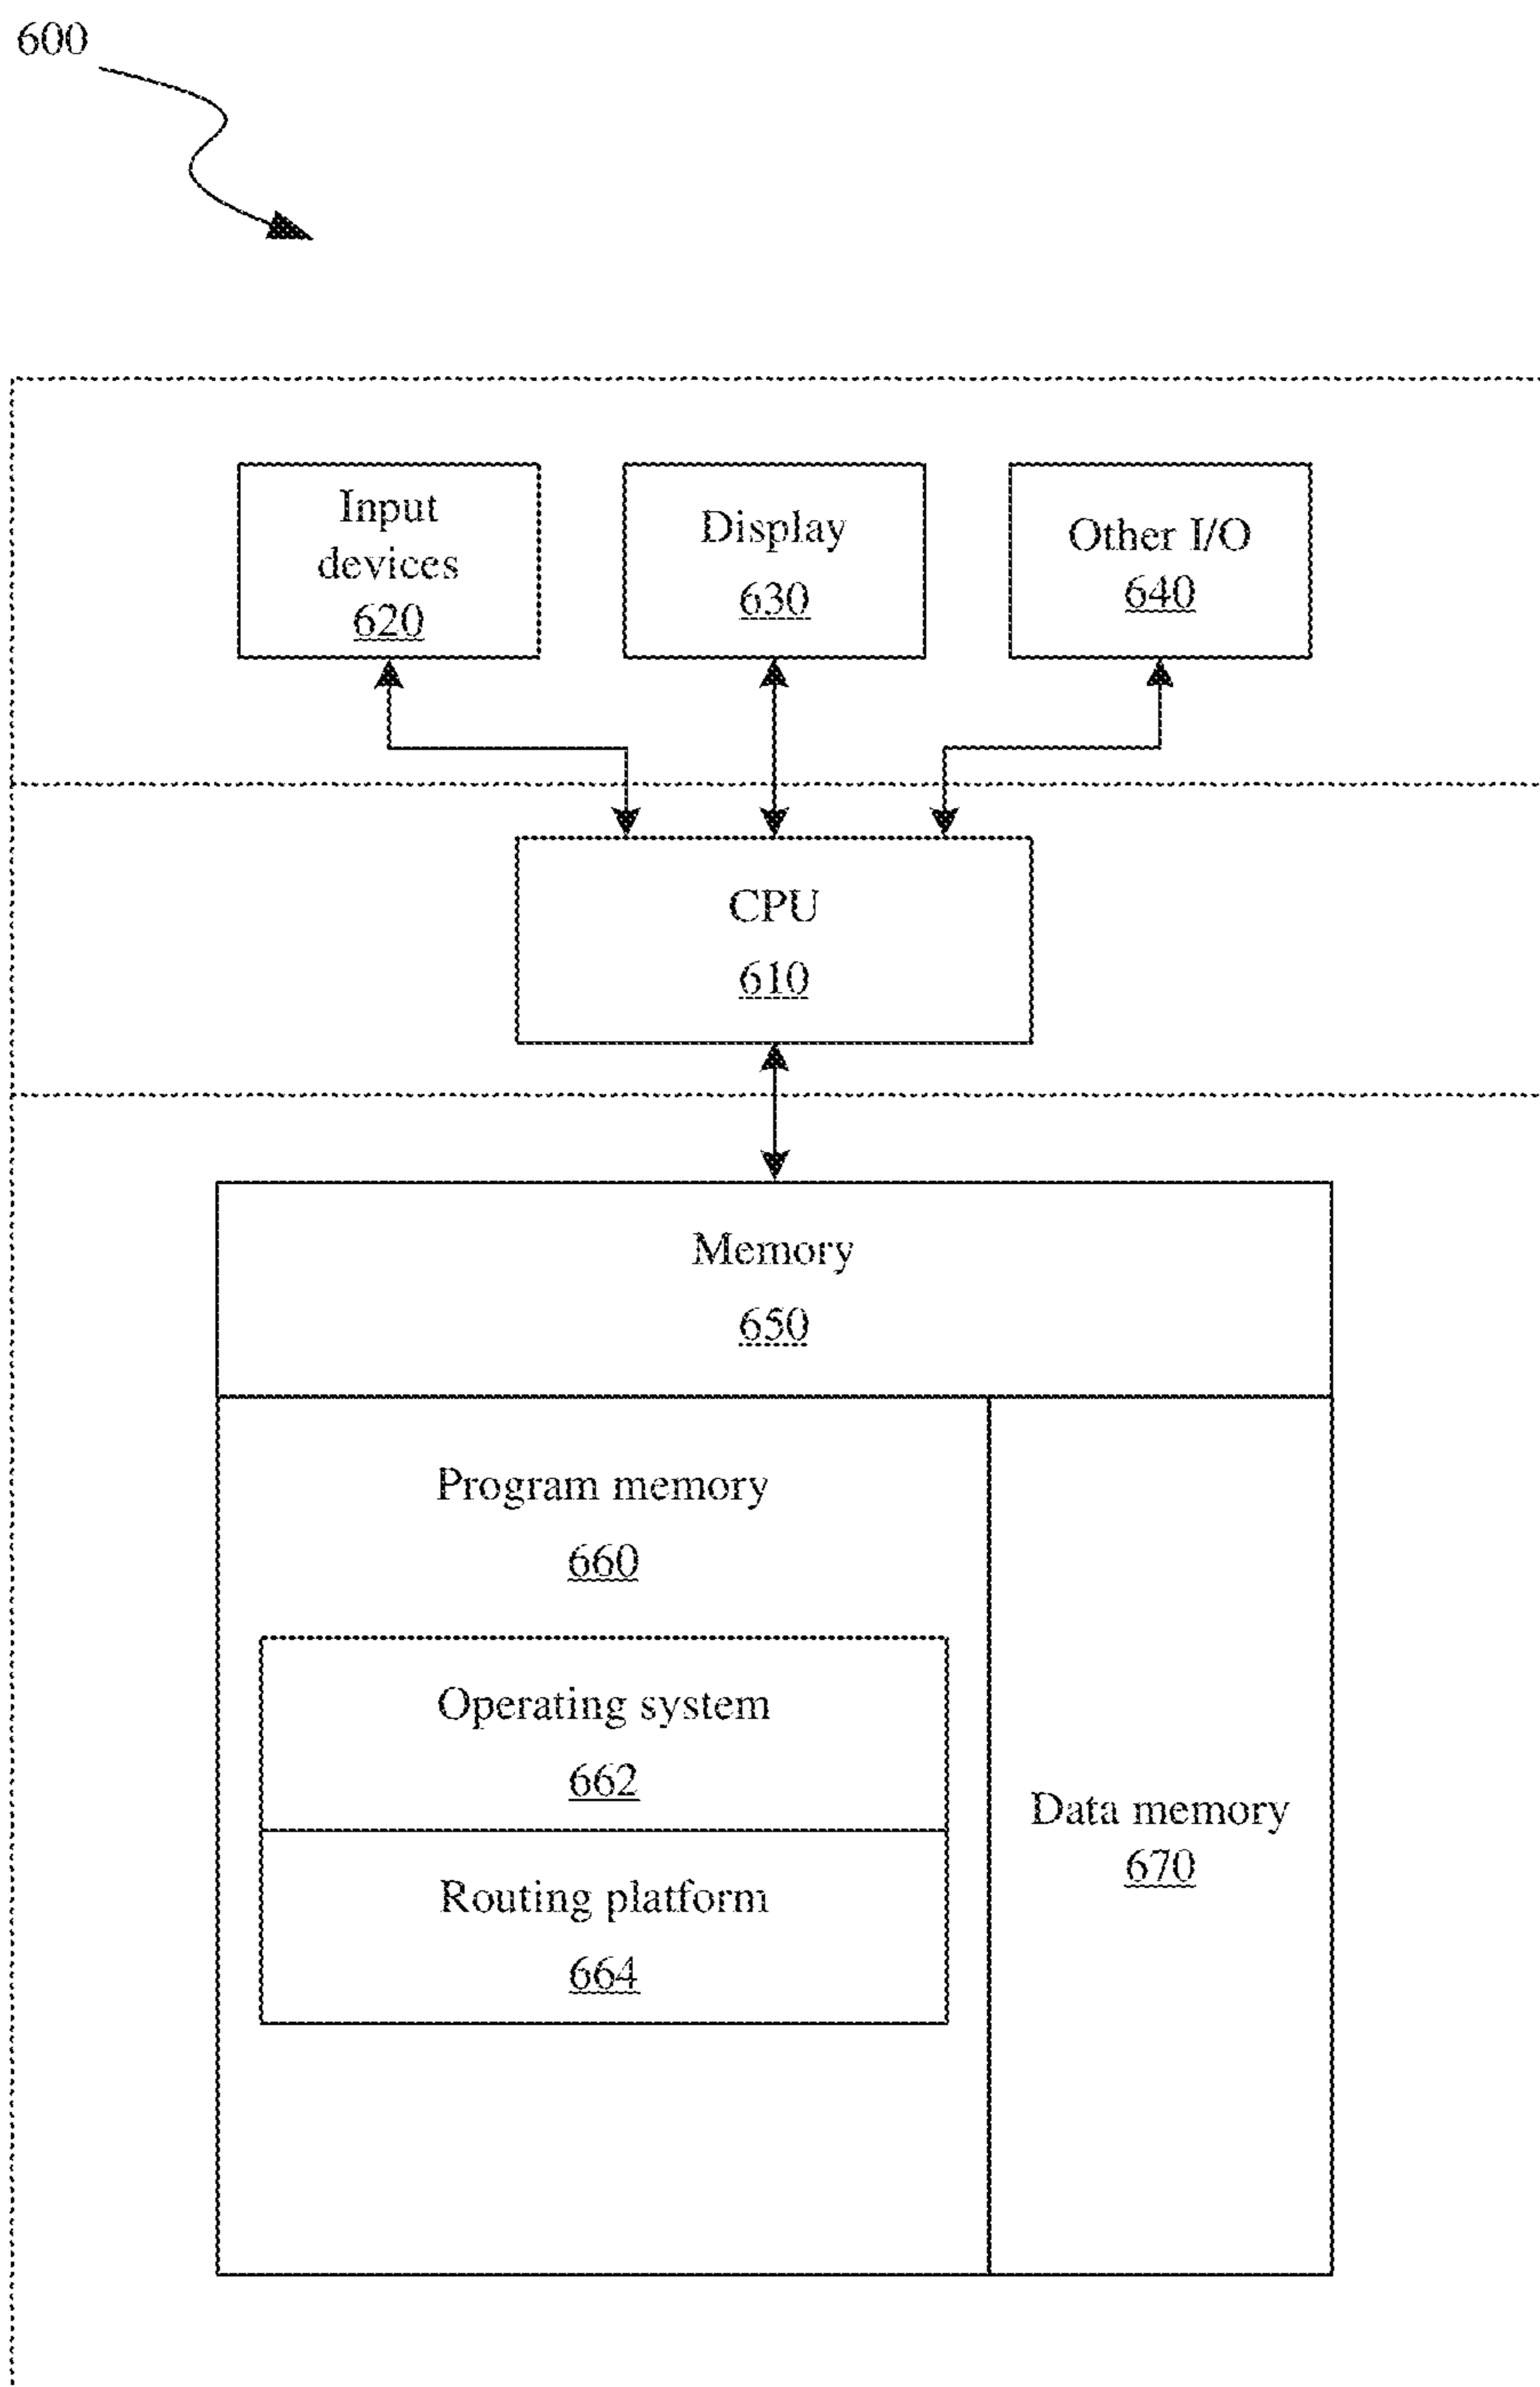 600
Input
devices
620
Display
630
Other I/O
640
CPU
610
Memory
650
Program memory
660
Operating system
662
Routing platform
664
Data memory
670